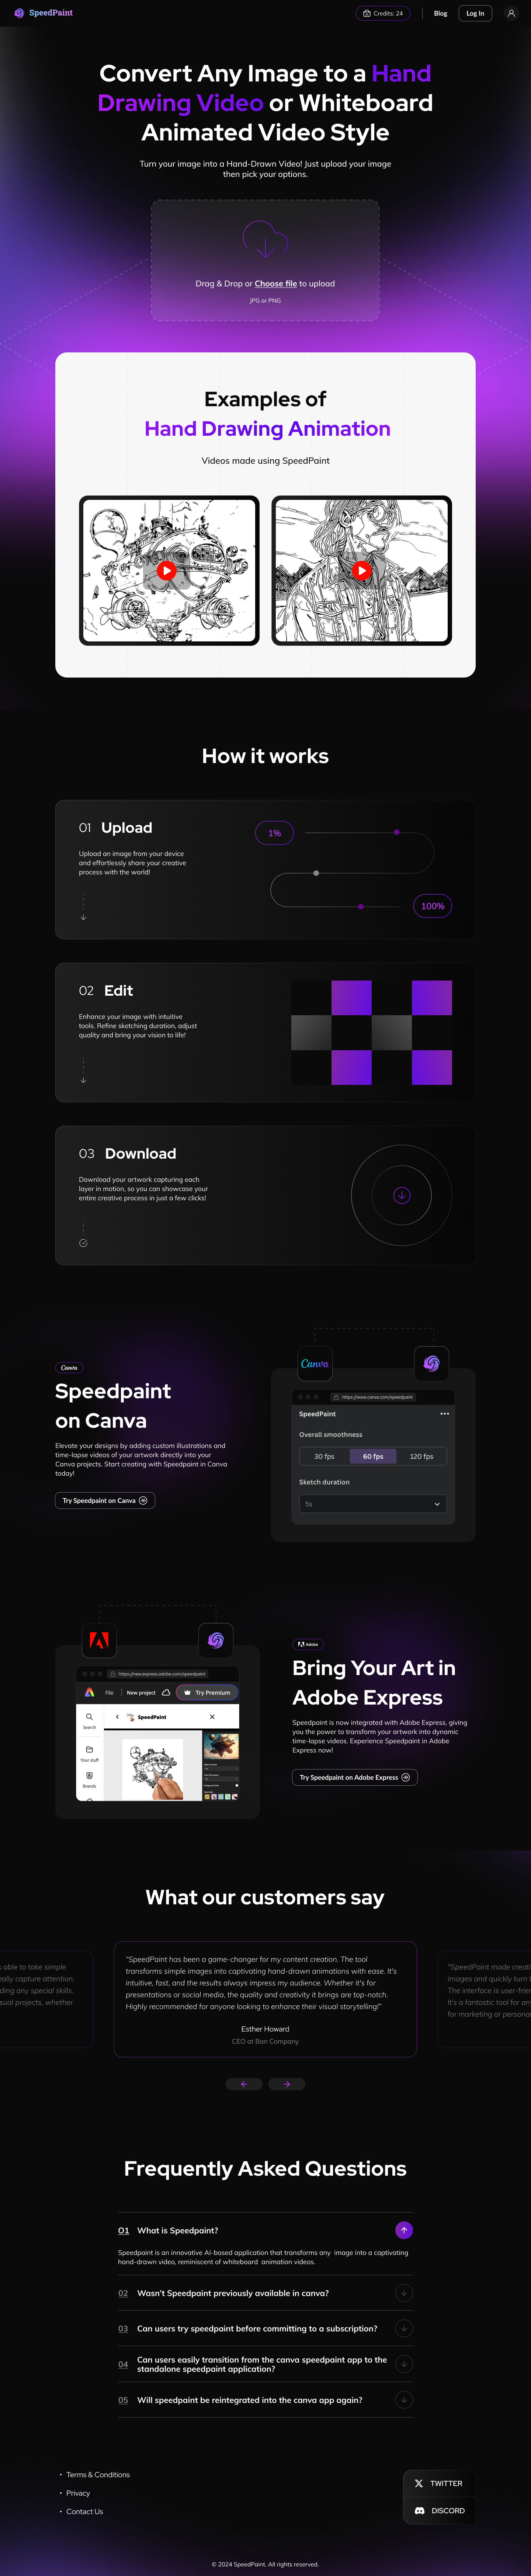 SpeedPaint
Credits: 24
Blog
Log In
Convert Any Image to a Hand
Drawing Video or Whiteboard
Animated Video Style
Turn your image into a Hand-Drawn Video! Just upload your image
then pick your options.
Drag & Drop or Choose file to upload
JPG or PNG
Examples of
Hand Drawing Animation
Videos made using SpeedPaint
How it works
01 Upload
Upload an image from your device
and effortlessly share your creative
process with the world!
1%
100%
02 Edit
Enhance your image with intuitive
tools. Refine sketching duration, adjust
quality and bring your vision to life!
03 Download
Download your artwork capturing each
layer in motion, so you can showcase your
entire creative process in just a few clicks!
Canva
Speedpaint
on Canva
Elevate your designs by adding custom illustrations and
time-lapse videos of your artwork directly into your
Canva projects. Start creating with Speedpaint in Canva
today!
Try Speedpaint on Canva
Canva
https://www.canva.com/speedpaint
SpeedPaint
Overall smoothness
30 fps
60 fps
120 fps
Sketch duration
5s
https://new.express.adobe.com/speedpaint
File
New project
Try Premium
Search
SpeedPaint
Your stuff
Brands
Adobe
Bring Your Art in
Adobe Express
Speedpaint is now integrated with Adobe Express, giving
you the power to transform your artwork into dynamic
time-lapse videos. Experience Speedpaint in Adobe
Express now!
Try Speedpaint on Adobe Express
What our customers say
able to take simple
eally capture attention.
ding any special skills.
sual projects, whether
"SpeedPaint has been a game-changer for my content creation. The tool
transforms simple images into captivating hand-drawn animations with ease. It's
intuitive, fast, and the results always impress my audience. Whether it's for
presentations or social media, the quality and creativity it brings are top-notch.
Highly recommended for anyone looking to enhance their visual storytelling!"
Esther Howard
CEO at Ban Company
"SpeedPaint made creati
images and quickly turn t
The interface is user-frien
It's a fantastic tool for an
for marketing or persona
Frequently Asked Questions
01 What is Speedpaint?
Speedpaint is an innovative AI-based application that transforms any image into a captivating
hand-drawn video, reminiscent of whiteboard animation videos.
02 Wasn't Speedpaint previously available in canva?
03 Can users try speedpaint before committing to a subscription?
04 Can users easily transition from the canva speedpaint app to the
standalone speedpaint application?
05 Will speedpaint be reintegrated into the canva app again?
• Terms & Conditions
• Privacy
• Contact Us
TWITTER
DISCORD
© 2024 SpeedPaint. All rights reserved.